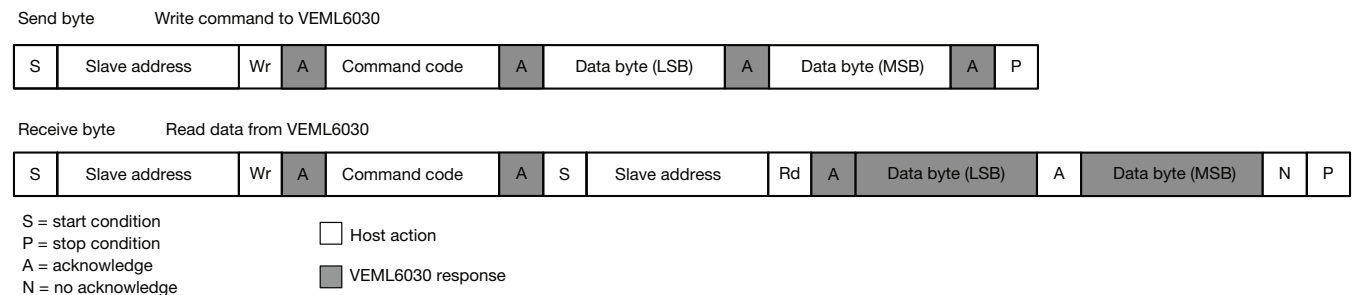 Send byte Write command to VEML6030
S Slave address Wr A Command code A Data byte (LSB) A Data byte (MSB) A P
Receive byte Read data from VEML6030
S Slave address Wr A Command code A S Slave address Rd A Data byte (LSB) A Data byte (MSB) N P
S = start condition
P = stop condition
A = acknowledge
N = no acknowledge
Host action
VEML6030 response